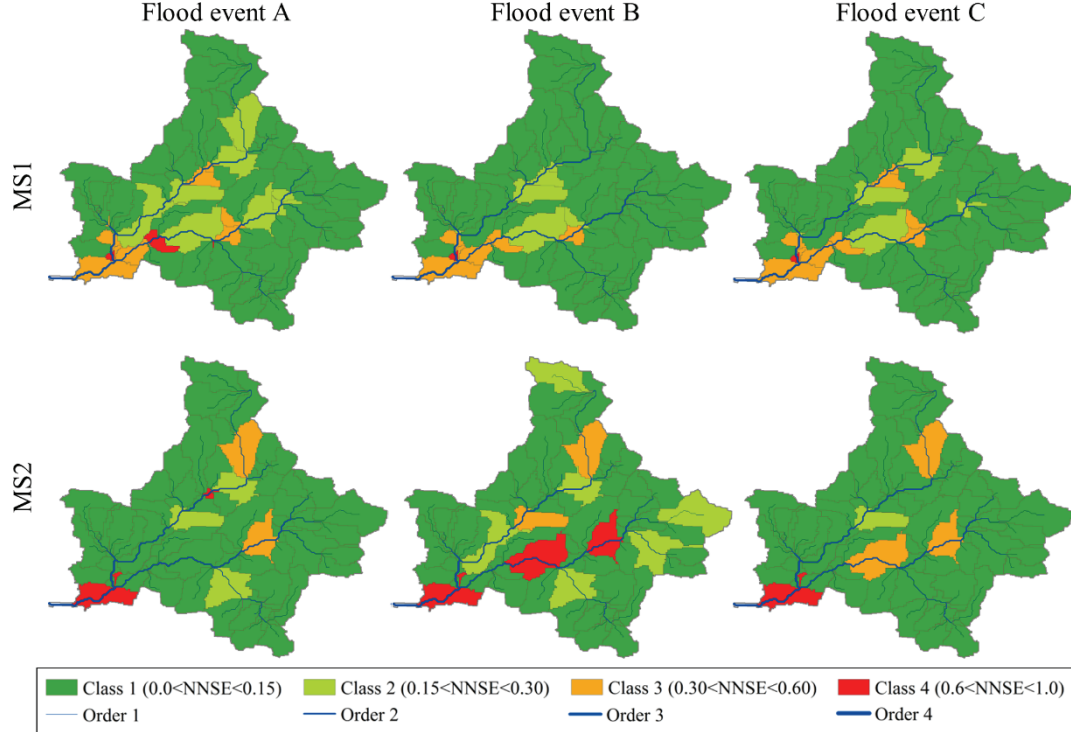 Flood event A Flood event B Flood event C
MS1
MS2
Class 1 (0.0<NNSE<0.15) Class 2 (0.15<NNSE<0.30) Class 3 (0.30<NNSE<0.60) Class 4 (0.6<NNSE<1.0)
Order 1 Order 2 Order 3 Order 4